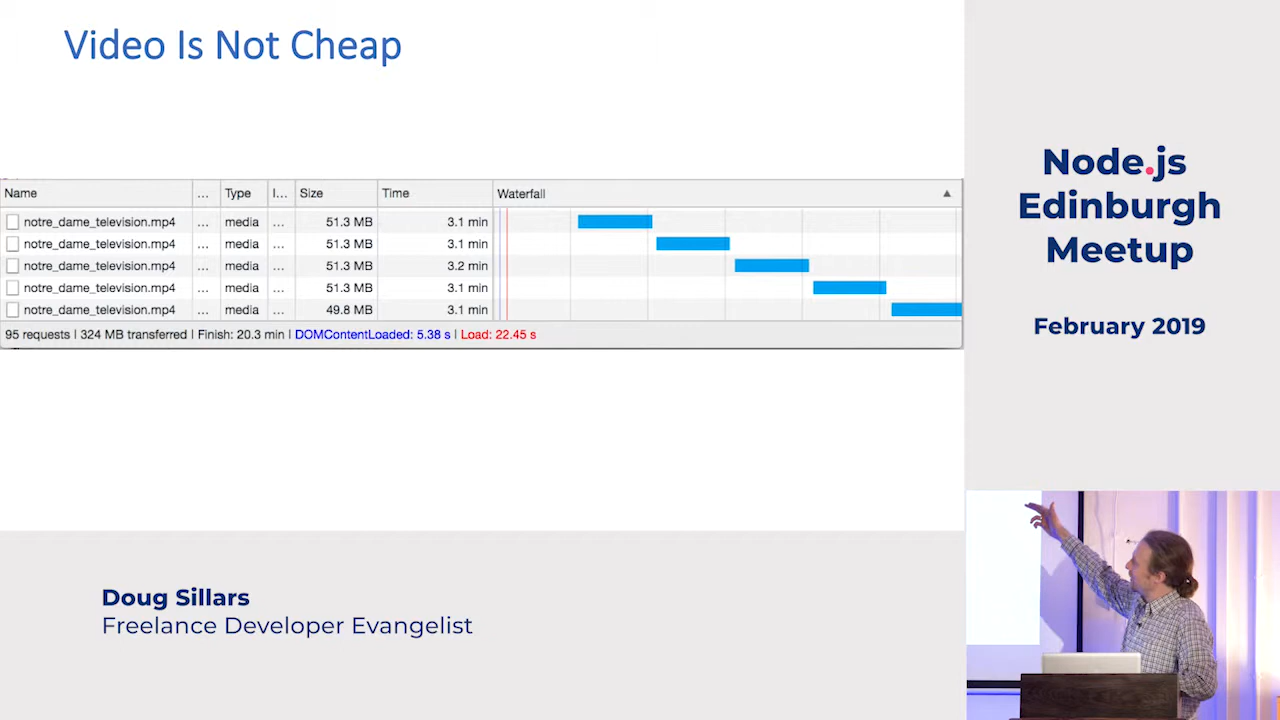 Video Is Not Cheap
Name ... Type I... Size Time Waterfall ▲
notre_dame_television.mp4 ... media ... 51.3 MB 3.1 min
notre_dame_television.mp4 ... media ... 51.3 MB 3.1 min
notre_dame_television.mp4 ... media ... 51.3 MB 3.2 min
notre_dame_television.mp4 ... media ... 51.3 MB 3.1 min
notre_dame_television.mp4 ... media ... 49.8 MB 3.1 min
95 requests | 324 MB transferred | Finish: 20.3 min | DOMContentLoaded: 5.38 s | Load: 22.45 s
Node.js
Edinburgh
Meetup
February 2019
Doug Sillars
Freelance Developer Evangelist